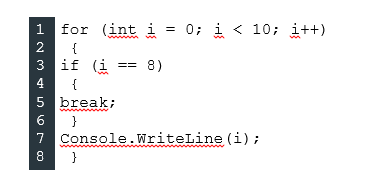 1 for (int i = 0; i < 10; i++)
2 {
3 if (i == 8)
4 {
5 break;
6 }
7 Console.WriteLine(i);
8 }